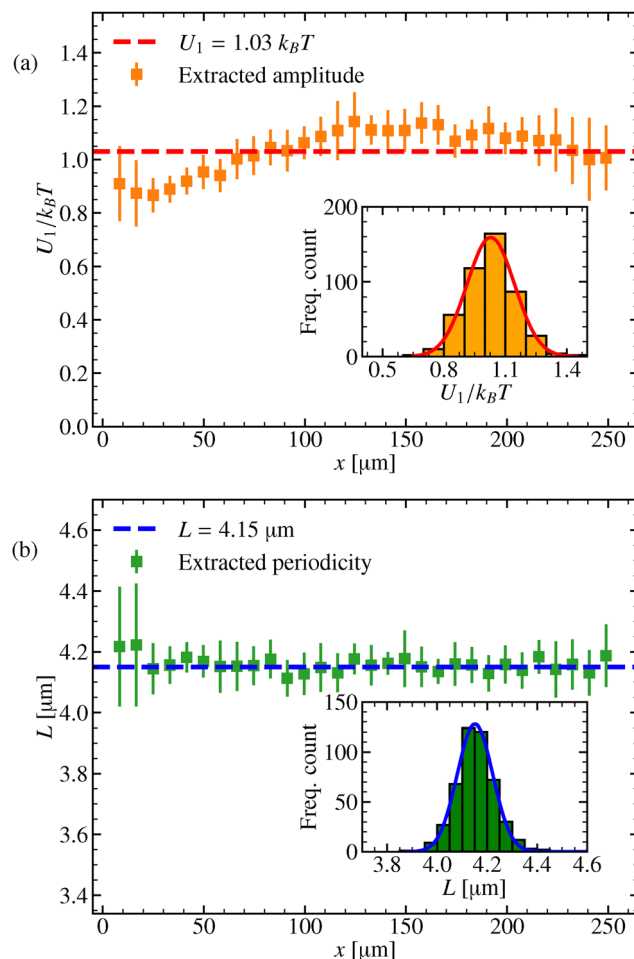 (a)
U₁ = 1.03 k_BT
Extracted amplitude
1.4
1.2
1.0
0.8
0.6
0.4
0.2
0.0
U₁/k_BT
0 50 100 150 200 250
x [μm]
200
100
0
Freq. count
0.5 0.8 1.1 1.4
U₁/k_BT
(b)
L = 4.15 μm
Extracted periodicity
4.6
4.4
4.2
4.0
3.8
3.6
3.4
L [μm]
0 50 100 150 200 250
x [μm]
150
100
50
0
Freq. count
3.8 4.0 4.2 4.4 4.6
L [μm]